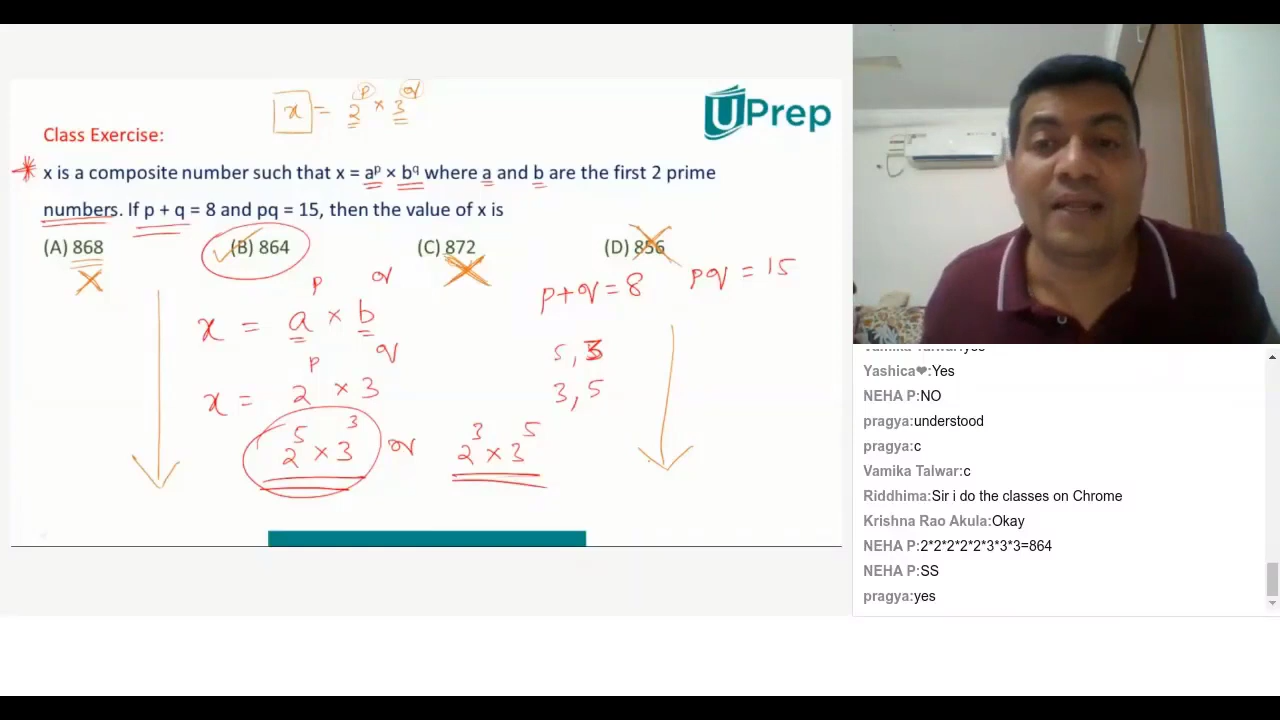 x = 2^p × 3^q
UPrep
Class Exercise:
x is a composite number such that x = aᵖ × b^q where a and b are the first 2 prime
numbers. If p + q = 8 and pq = 15, then the value of x is
(A) 868 (B) 864 (C) 872 (D) 856
p+q = 8 pq = 15
x = a^p × b^q
5, 3
x = 2^p × 3^q
3, 5
2^5 × 3^3 or 2^3 × 3^5
Yashica❤:Yes
NEHA P:NO
pragya:understood
pragya:c
Vamika Talwar:c
Riddhima:Sir i do the classes on Chrome
Krishna Rao Akula:Okay
NEHA P:2*2*2*2*2*3*3*3=864
NEHA P:SS
pragya:yes